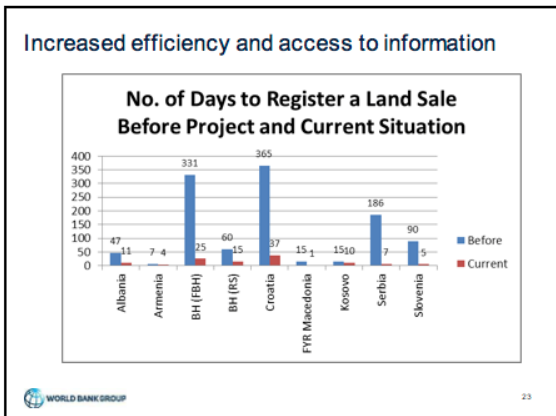 Increased efficiency and access to information
No. of Days to Register a Land Sale
Before Project and Current Situation
400
350
300
250
200
150
100
50
0
47
11
7
4
331
25
60
15
365
37
15
1
15
10
186
7
90
5
Albania
Armenia
BH (FBH)
BH (RS)
Croatia
FYR Macedonia
Kosovo
Serbia
Slovenia
Before
Current
WORLD BANK GROUP
23